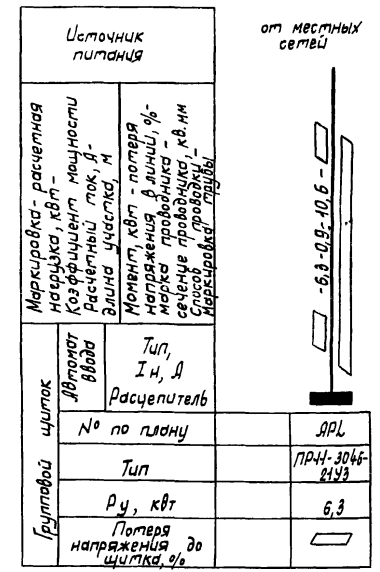 Источник
питания
от местных
сетей
Маркировка - расчетная
нагрузка, квт -
Коэффициент мощности
Расчетный ток, А -
длина участка, м
Момент, квт - потеря
напряжения в линии, % -
марка проводника -
сечение проводника, кв.мм
Способ проводки -
маркировка трубы
- 6,3 - 0,9 - 10,6 -
Групповой щиток
Автомат
ввода
Тип,
Iн, А
Расцепитель
№ по плану
ЯРL
Тип
ПР11-3046-
21У3
Ру, квт
6,3
Потеря
напряжения до
щитка, %